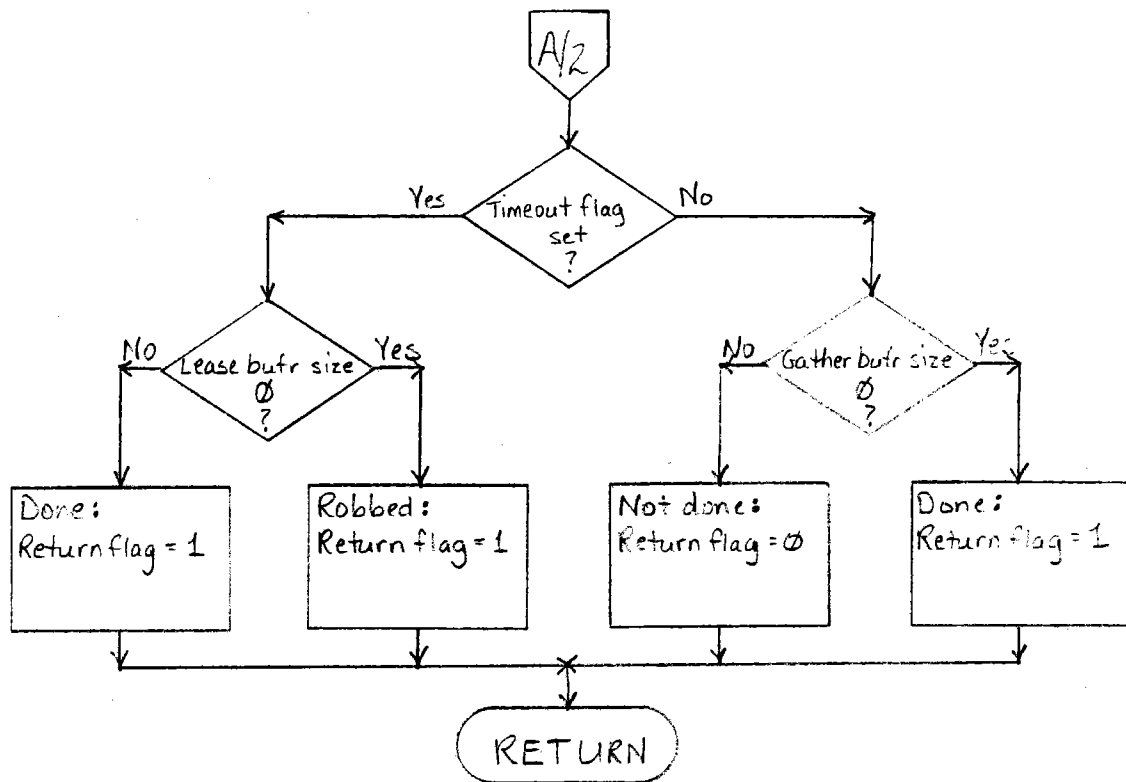 A/2
Yes
No
Timeout flag
set
?
No
Yes
Lease bufr size
Ø
?
No
Yes
Gather bufr size
Ø
?
Done:
Return flag = 1
Robbed:
Return flag = 1
Not done:
Return flag = Ø
Done:
Return flag = 1
RETURN